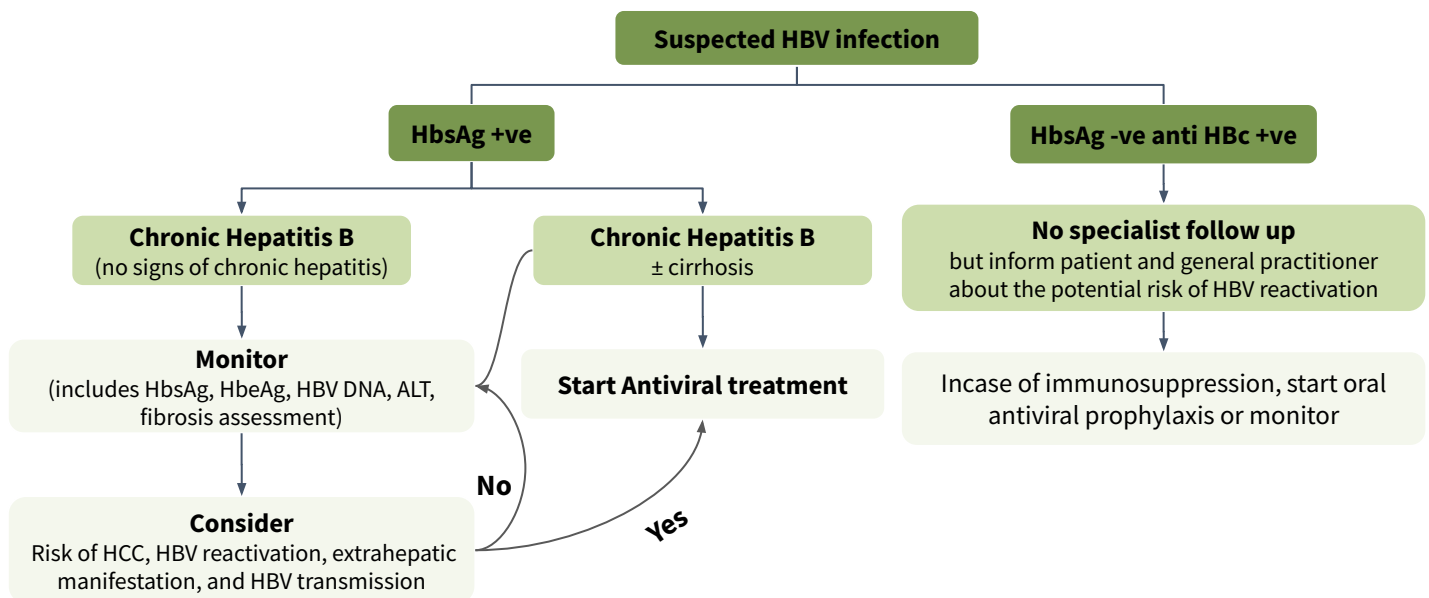 Suspected HBV infection
HbsAg +ve
HbsAg -ve anti HBc +ve
Chronic Hepatitis B
(no signs of chronic hepatitis)
Chronic Hepatitis B
± cirrhosis
No specialist follow up
but inform patient and general practitioner
about the potential risk of HBV reactivation
Monitor
(includes HbsAg, HbeAg, HBV DNA, ALT,
fibrosis assessment)
Start Antiviral treatment
Incase of immunosuppression, start oral
antiviral prophylaxis or monitor
No
Yes
Consider
Risk of HCC, HBV reactivation, extrahepatic
manifestation, and HBV transmission